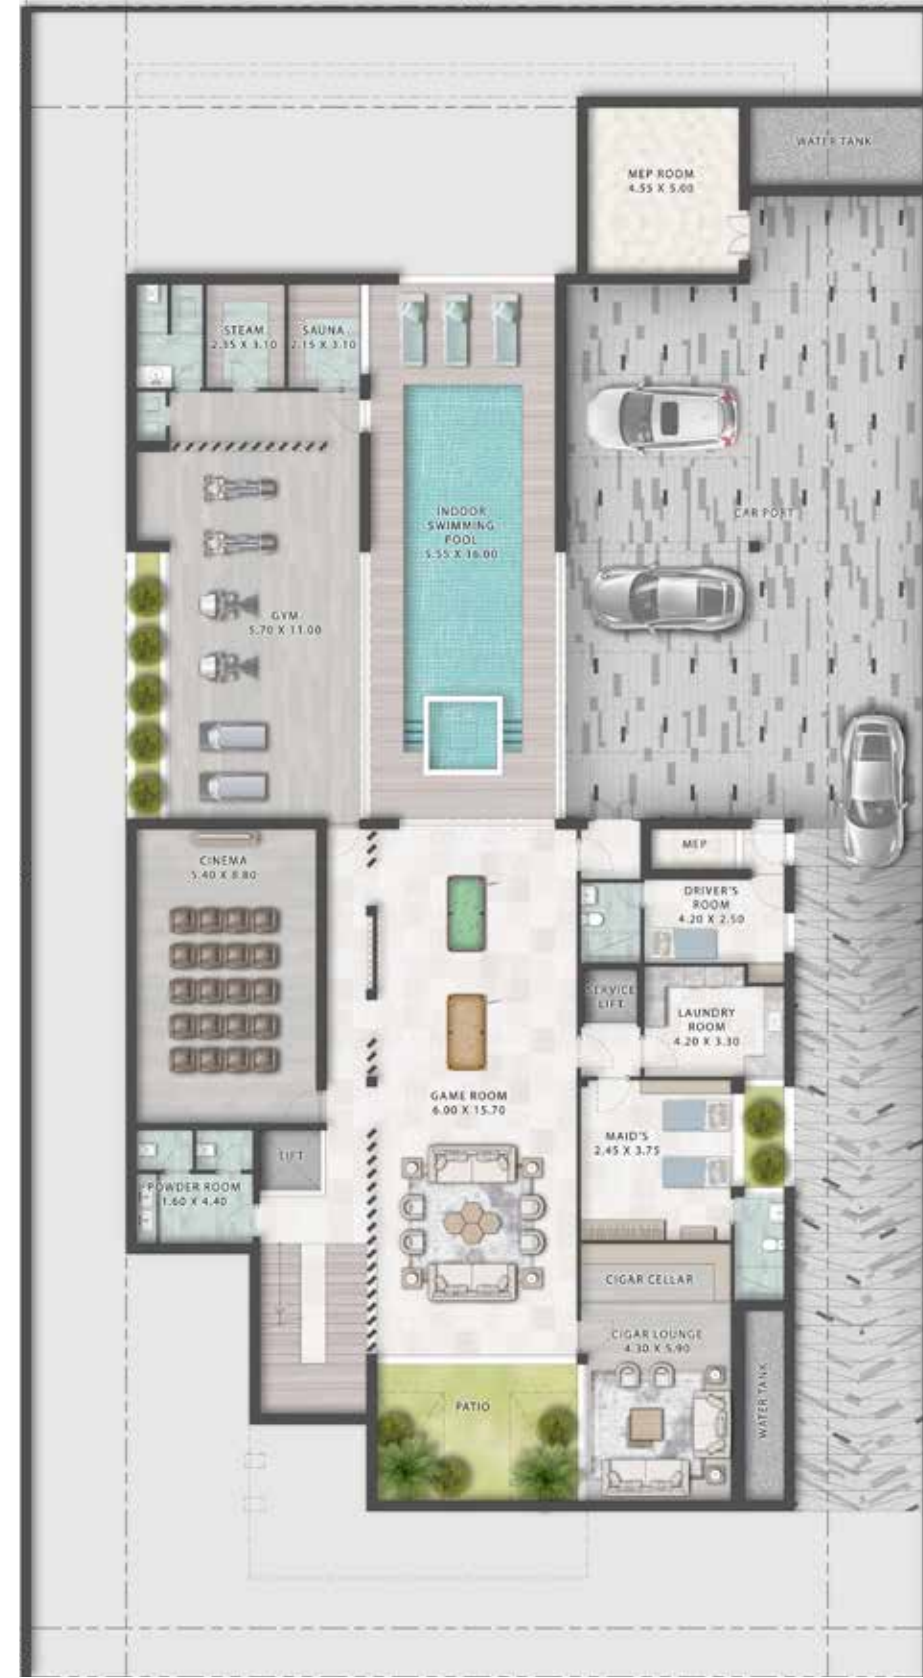 WATER TANK
MEP ROOM
4.55 X 5.00
STEAM
2.35 X 3.10
SAUNA
2.15 X 3.10
INDOOR
SWIMMING
POOL
5.55 X 16.00
CAR PORT
GYM
5.70 X 11.00
CINEMA
5.40 X 8.80
MEP
DRIVER'S
ROOM
4.20 X 2.50
SERVICE
LIFT
LAUNDRY
ROOM
4.20 X 3.30
GAME ROOM
6.00 X 15.70
MAID'S
2.45 X 3.75
LIFT
POWDER ROOM
1.60 X 4.40
CIGAR CELLAR
CIGAR LOUNGE
4.30 X 5.90
PATIO
WATER TANK